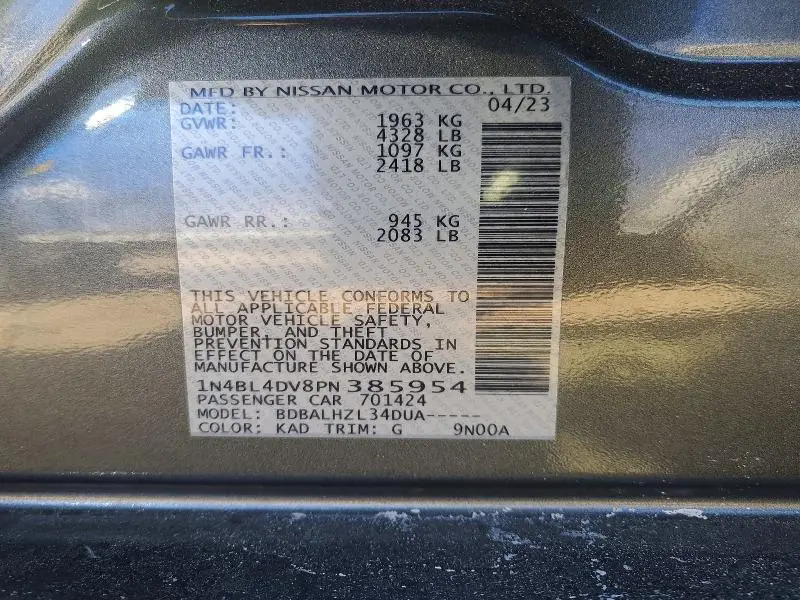 MFD BY NISSAN MOTOR CO., LTD.
DATE: 04/23
GVWR: 1963 KG
4328 LB
GAWR FR.: 1097 KG
2418 LB
GAWR RR.: 945 KG
2083 LB
THIS VEHICLE CONFORMS TO
ALL APPLICABLE FEDERAL
MOTOR VEHICLE SAFETY,
BUMPER, AND THEFT
PREVENTION STANDARDS IN
EFFECT ON THE DATE OF
MANUFACTURE SHOWN ABOVE.
1N4BL4DV8PN385954
PASSENGER CAR 701424
MODEL: BDBALHZL34DUA-----
COLOR: KAD TRIM: G 9N00A